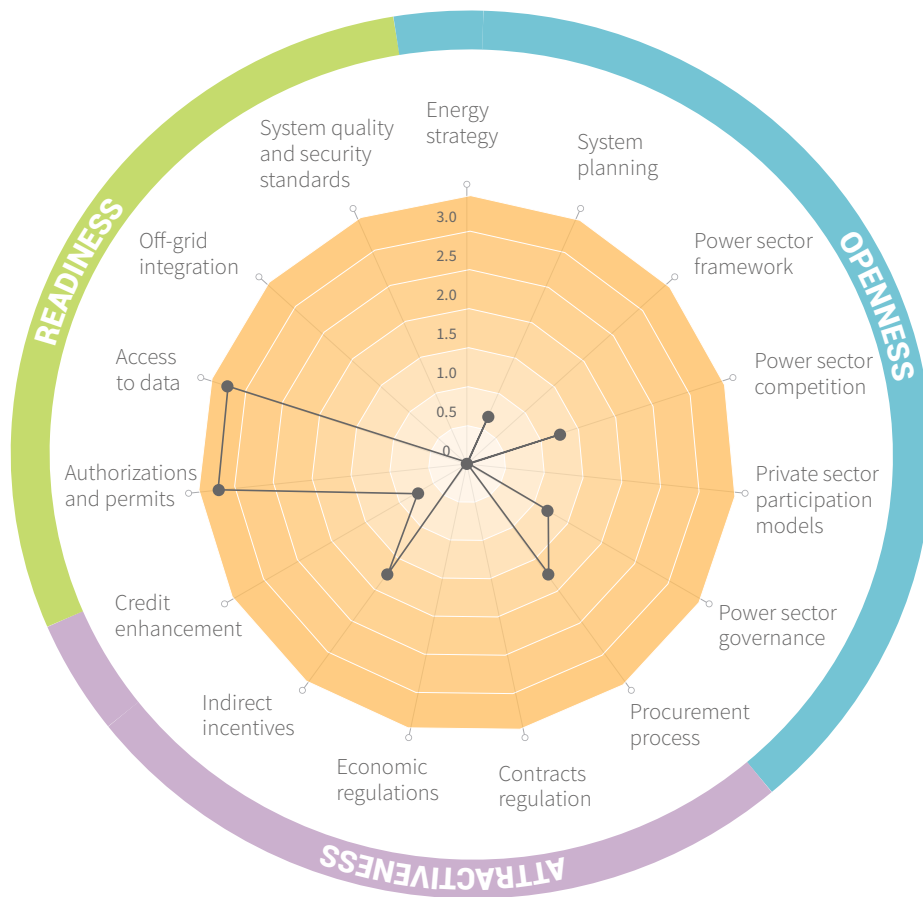 Energy
strategy
System
planning
Power sector
framework
Power sector
competition
Private sector
participation
models
Power sector
governance
Procurement
process
Contracts
regulation
Economic
regulations
Indirect
incentives
Credit
enhancement
Authorizations
and permits
Access
to data
Off-grid
integration
System quality
and security
standards
3.0
2.5
2.0
1.5
1.0
0.5
0
READINESS
OPENNESS
ATTRACTIVENESS